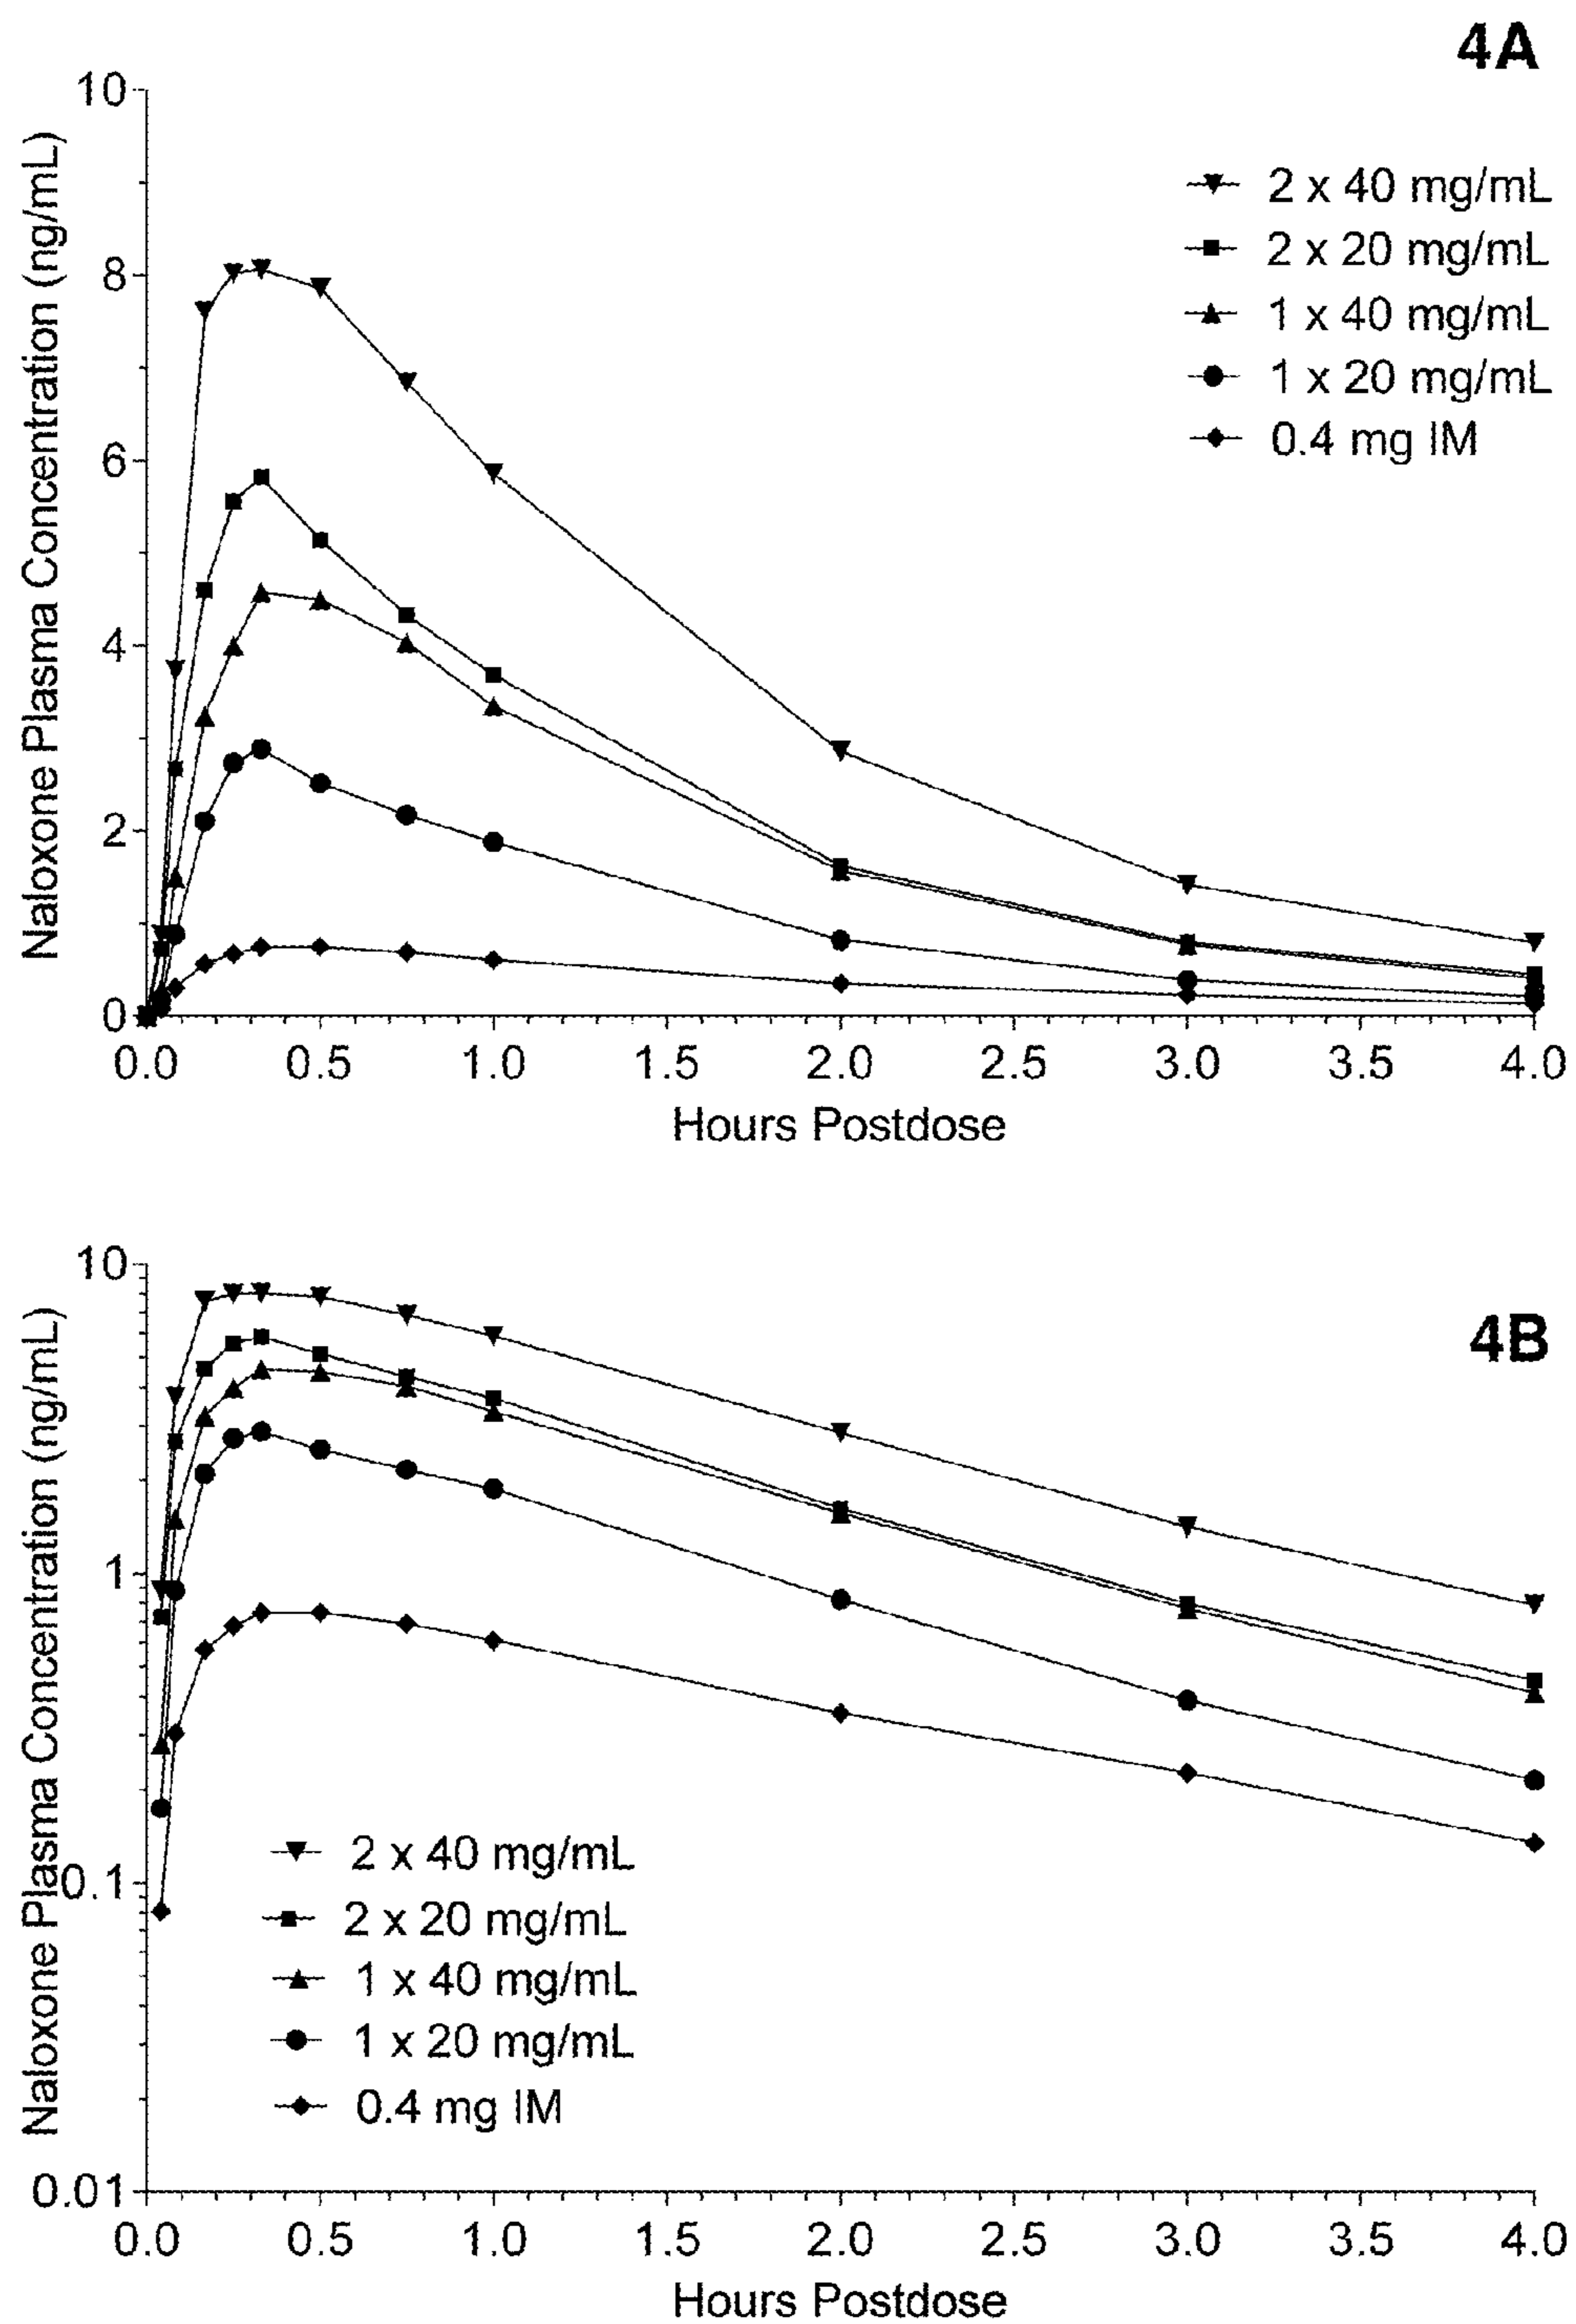 4A
Naloxone Plasma Concentration (ng/mL)
10
8
6
4
2
0
2 x 40 mg/mL
2 x 20 mg/mL
1 x 40 mg/mL
1 x 20 mg/mL
0.4 mg IM
0.0 0.5 1.0 1.5 2.0 2.5 3.0 3.5 4.0
Hours Postdose
4B
Naloxone Plasma Concentration (ng/mL)
10
1
0.1
0.01
2 x 40 mg/mL
2 x 20 mg/mL
1 x 40 mg/mL
1 x 20 mg/mL
0.4 mg IM
0.0 0.5 1.0 1.5 2.0 2.5 3.0 3.5 4.0
Hours Postdose